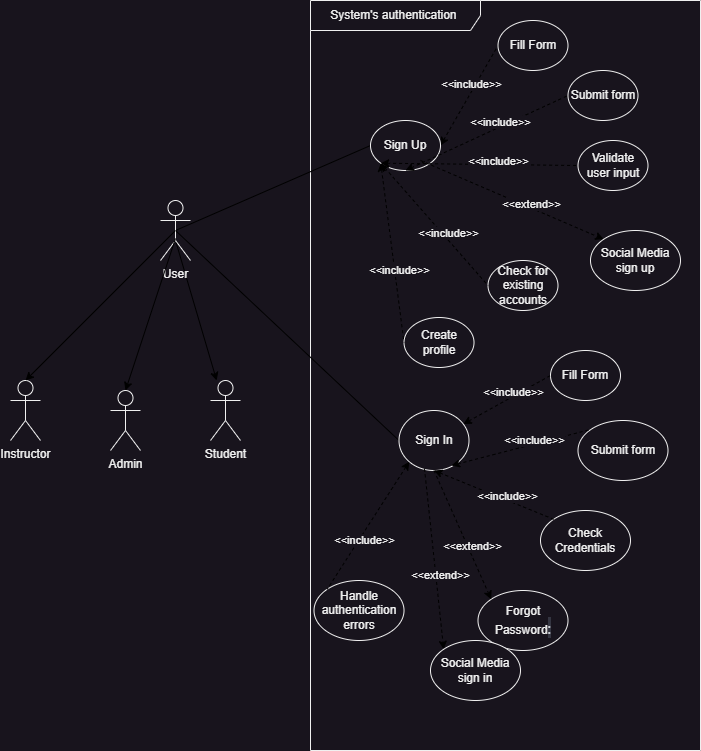 System's authentication
Fill Form
<<include>>
Submit form
<<include>>
Sign Up
Validate
user input
<<include>>
<<extend>>
Social Media
sign up
<<include>>
<<include>>
Check for
existing
accounts
User
Create
profile
Fill Form
<<include>>
Instructor
Admin
Student
Sign In
<<include>>
Submit form
<<include>>
Check
Credentials
<<include>>
<<extend>>
<<extend>>
Handle
authentication
errors
Forgot
Password:
Social Media
sign in